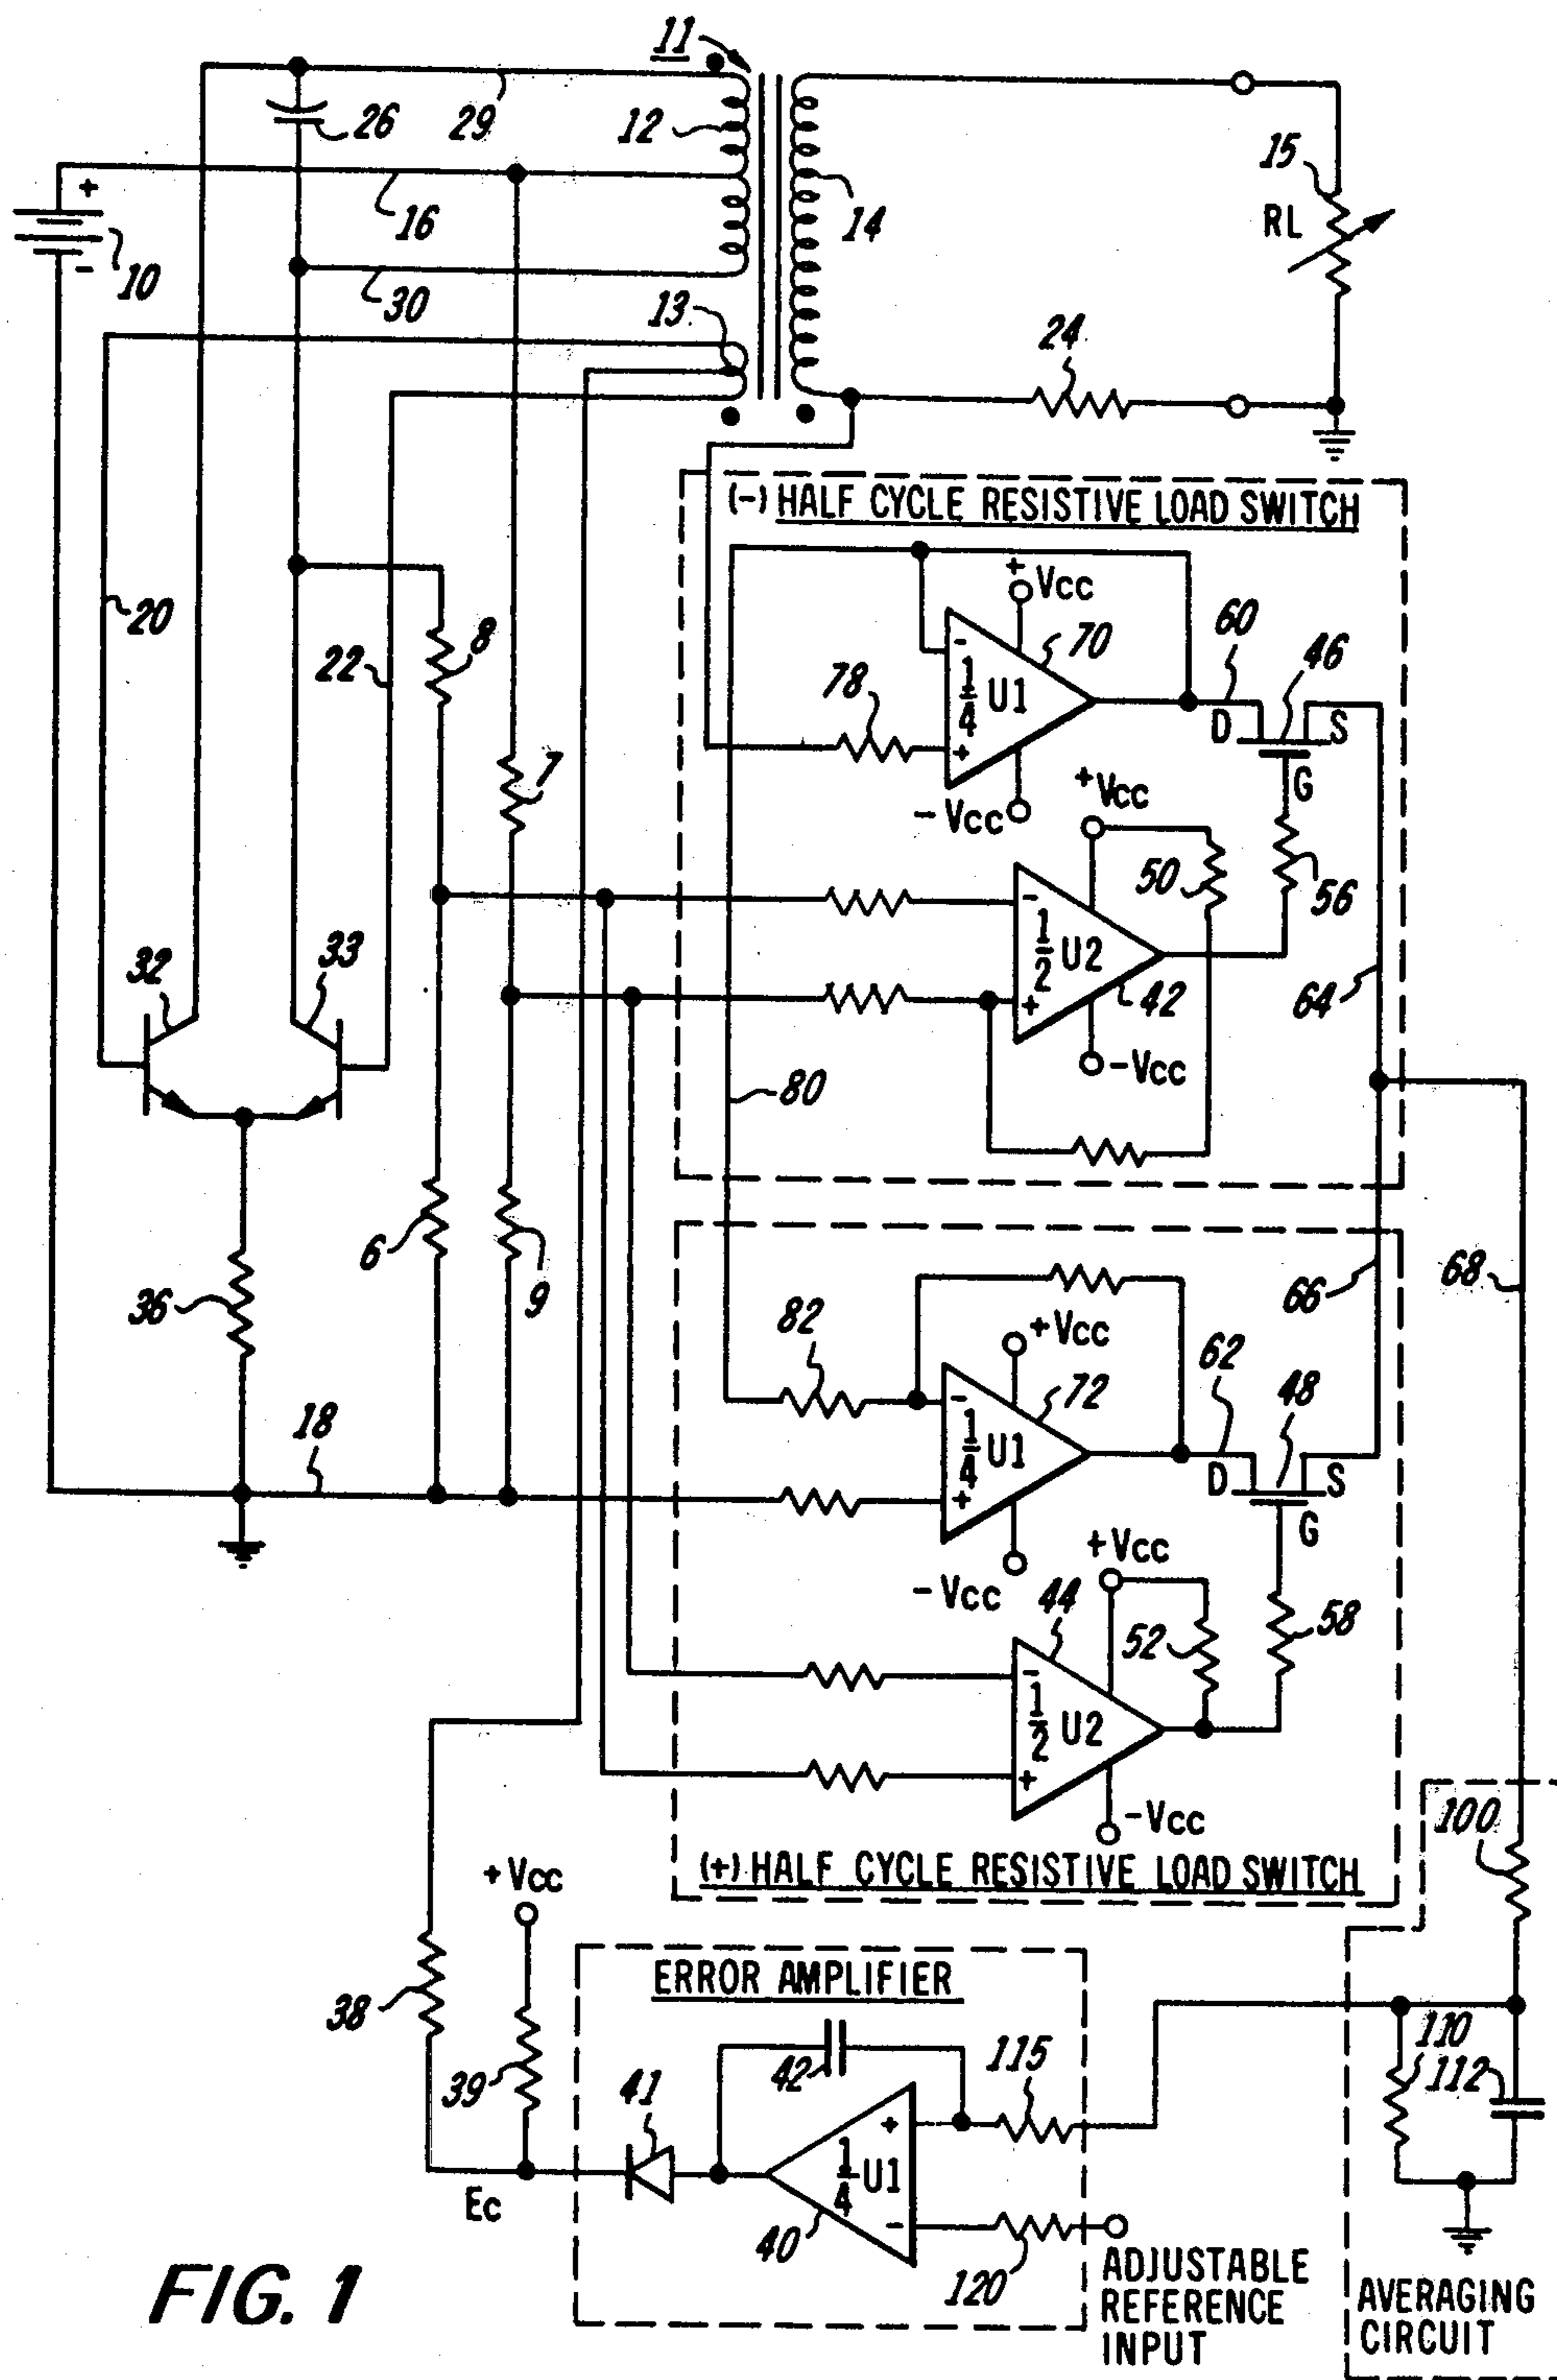 11
26
29
12
15
+
16
14
RL
-
10
30
13
24
(-) HALF CYCLE RESISTIVE LOAD SWITCH
+
Vcc
20
8
22
60
46
78
-
1/4 U1
70
D
S
7
+
G
- Vcc
+Vcc
50
56
32
33
-
1/2 U2
+
42
64
-Vcc
80
6
9
36
82
+Vcc
66
68
62
48
18
-
1/4 U1
72
+
D
S
G
- Vcc
+Vcc
44
52
58
-
1/2 U2
+
-Vcc
100
(+) HALF CYCLE RESISTIVE LOAD SWITCH
+Vcc
ERROR AMPLIFIER
38
39
42
115
110
112
41
+
1/4 U1
-
Ec
40
120
ADJUSTABLE
REFERENCE
INPUT
AVERAGING
CIRCUIT
FIG. 1